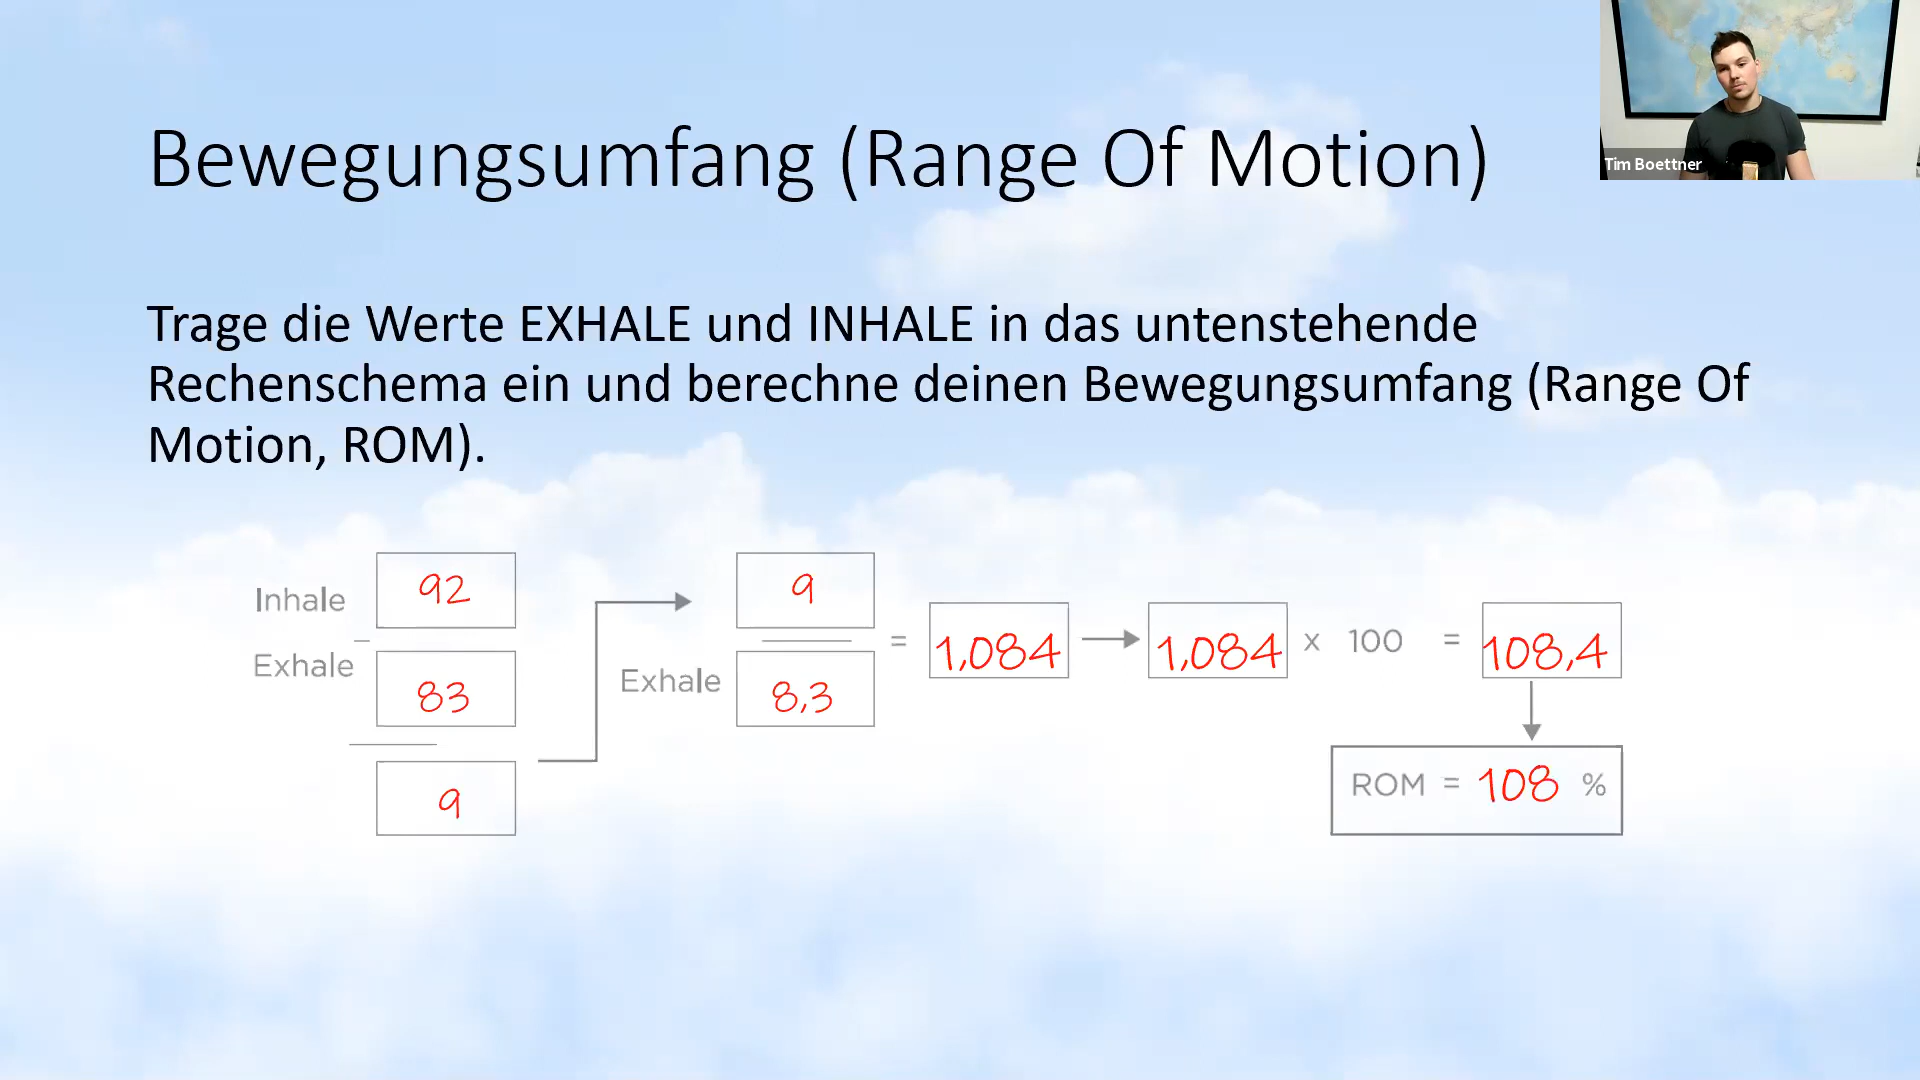 Bewegungsumfang (Range Of Motion)
Tim Boettner
Trage die Werte EXHALE und INHALE in das untenstehende
Rechenschema ein und berechne deinen Bewegungsumfang (Range Of
Motion, ROM).
Inhale 92
–
Exhale 83
9
9
Exhale 8,3
= 1,084
1,084 x 100 = 108,4
ROM = 108 %